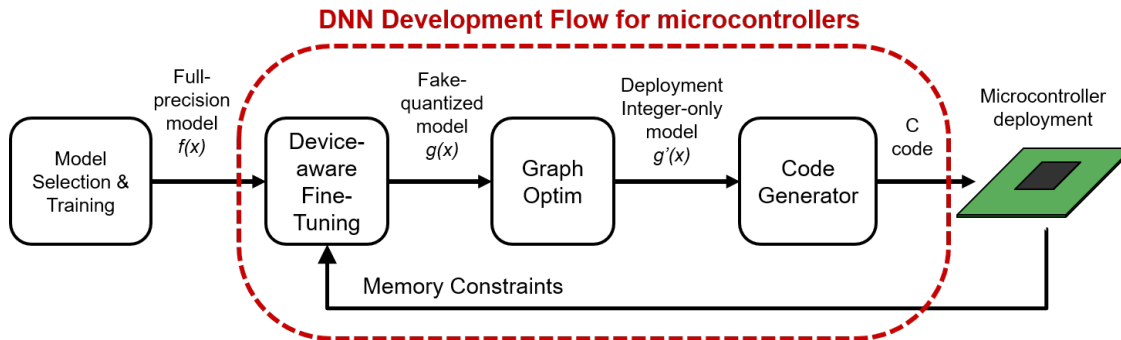 DNN Development Flow for microcontrollers
Full-
precision
model
f(x)
Fake-
quantized
model
g(x)
Deployment
Integer-only
model
g’(x)
C
code
Microcontroller
deployment
Model
Selection &
Training
Device-
aware
Fine-
Tuning
Graph
Optim
Code
Generator
Memory Constraints